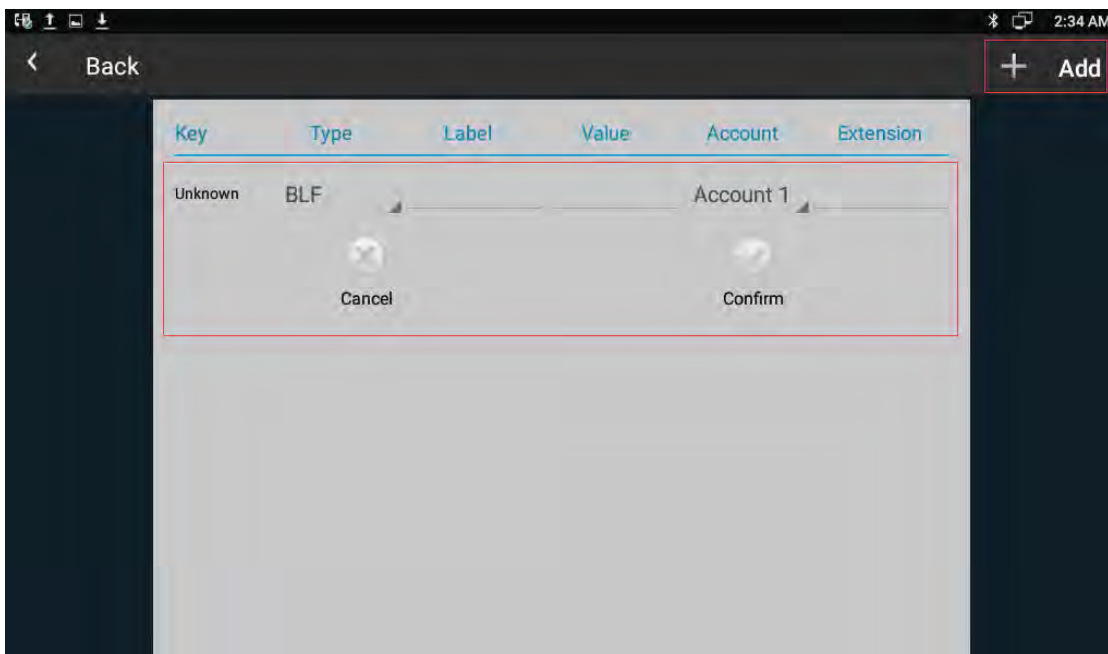 2:34 AM
Back
Add
Key Type Label Value Account Extension
Unknown BLF Account 1
Cancel Confirm